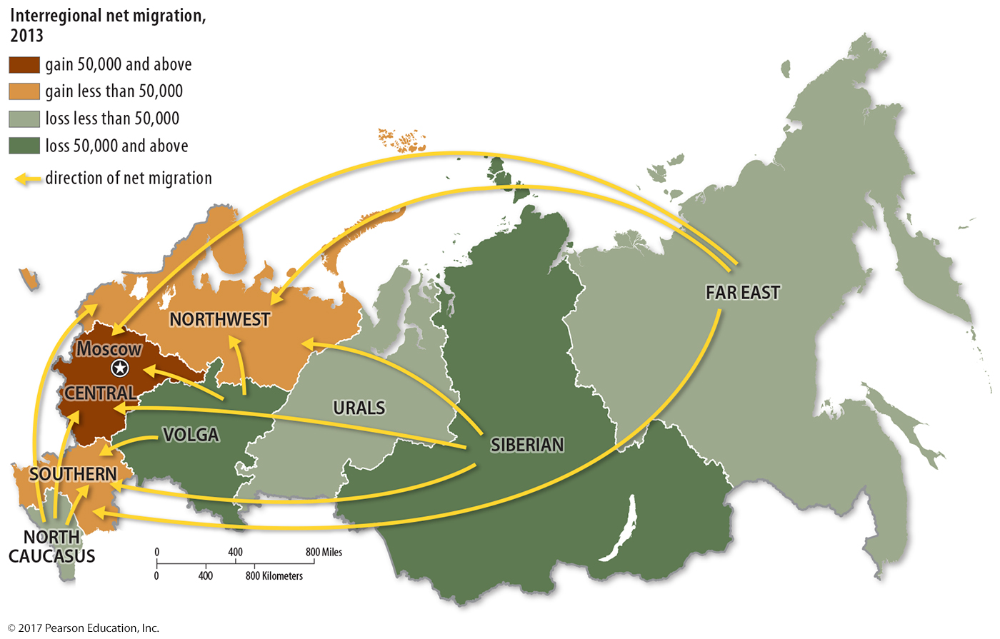 Interregional net migration,
2013
gain 50,000 and above
gain less than 50,000
loss less than 50,000
loss 50,000 and above
direction of net migration
FAR EAST
NORTHWEST
Moscow
CENTRAL
URALS
VOLGA
SIBERIAN
SOUTHERN
NORTH
CAUCASUS
0 400 800 Miles
0 400 800 Kilometers
© 2017 Pearson Education, Inc.